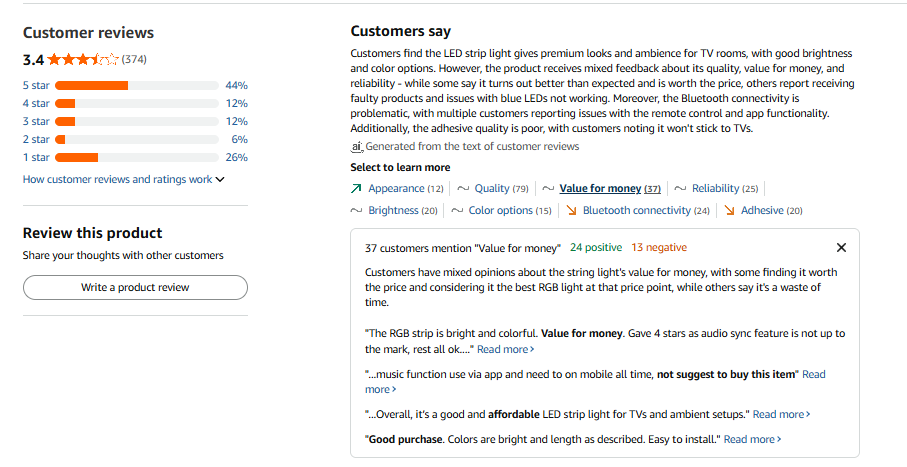 Customer reviews
3.4 (374)
5 star 44%
4 star 12%
3 star 12%
2 star 6%
1 star 26%
How customer reviews and ratings work
Review this product
Share your thoughts with other customers
Write a product review
Customers say
Customers find the LED strip light gives premium looks and ambience for TV rooms, with good brightness
and color options. However, the product receives mixed feedback about its quality, value for money, and
reliability - while some say it turns out better than expected and is worth the price, others report receiving
faulty products and issues with blue LEDs not working. Moreover, the Bluetooth connectivity is
problematic, with multiple customers reporting issues with the remote control and app functionality.
Additionally, the adhesive quality is poor, with customers noting it won't stick to TVs.
ai Generated from the text of customer reviews
Select to learn more
Appearance (12) Quality (79) Value for money (37) Reliability (25)
Brightness (20) Color options (15) Bluetooth connectivity (24) Adhesive (20)
37 customers mention "Value for money" 24 positive 13 negative
Customers have mixed opinions about the string light's value for money, with some finding it worth
the price and considering it the best RGB light at that price point, while others say it's a waste of
time.
"The RGB strip is bright and colorful. Value for money. Gave 4 stars as audio sync feature is not up to
the mark, rest all ok...." Read more
"...music function use via app and need to on mobile all time, not suggest to buy this item" Read
more
"...Overall, it's a good and affordable LED strip light for TVs and ambient setups." Read more
"Good purchase. Colors are bright and length as described. Easy to install." Read more